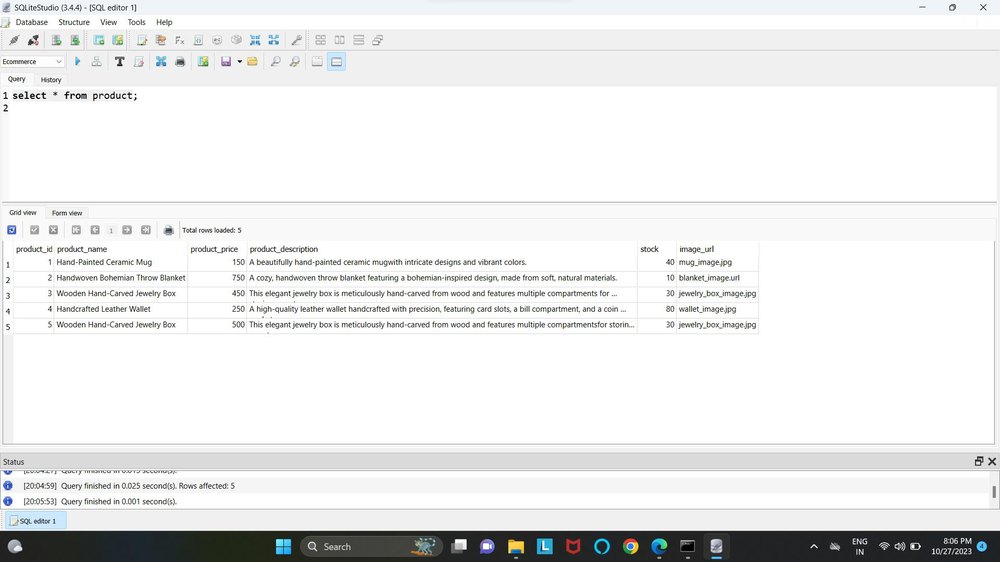 SQLiteStudio (3.4.4) - [SQL editor 1]
Database Structure View Tools Help
Ecommerce
Query History
1 select * from product;
2
Grid view Form view
1 Total rows loaded: 5
product_id product_name product_price product_description stock image_url
1 1 Hand-Painted Ceramic Mug 150 A beautifully hand-painted ceramic mugwith intricate designs and vibrant colors. 40 mug_image.jpg
2 2 Handwoven Bohemian Throw Blanket 750 A cozy, handwoven throw blanket featuring a bohemian-inspired design, made from soft, natural materials. 10 blanket_image.url
3 3 Wooden Hand-Carved Jewelry Box 450 This elegant jewelry box is meticulously hand-carved from wood and features multiple compartments for ... 30 jewelry_box_image.jpg
4 4 Handcrafted Leather Wallet 250 A high-quality leather wallet handcrafted with precision, featuring card slots, a bill compartment, and a coin ... 80 wallet_image.jpg
5 5 Wooden Hand-Carved Jewelry Box 500 This elegant jewelry box is meticulously hand-carved from wood and features multiple compartmentsfor storin... 30 jewelry_box_image.jpg
Status
[20:04:27] Query finished in 0.015 second(s).
[20:04:59] Query finished in 0.025 second(s). Rows affected: 5
[20:05:53] Query finished in 0.001 second(s).
SQL editor 1
Search
ENG
IN
8:06 PM
10/27/2023
4